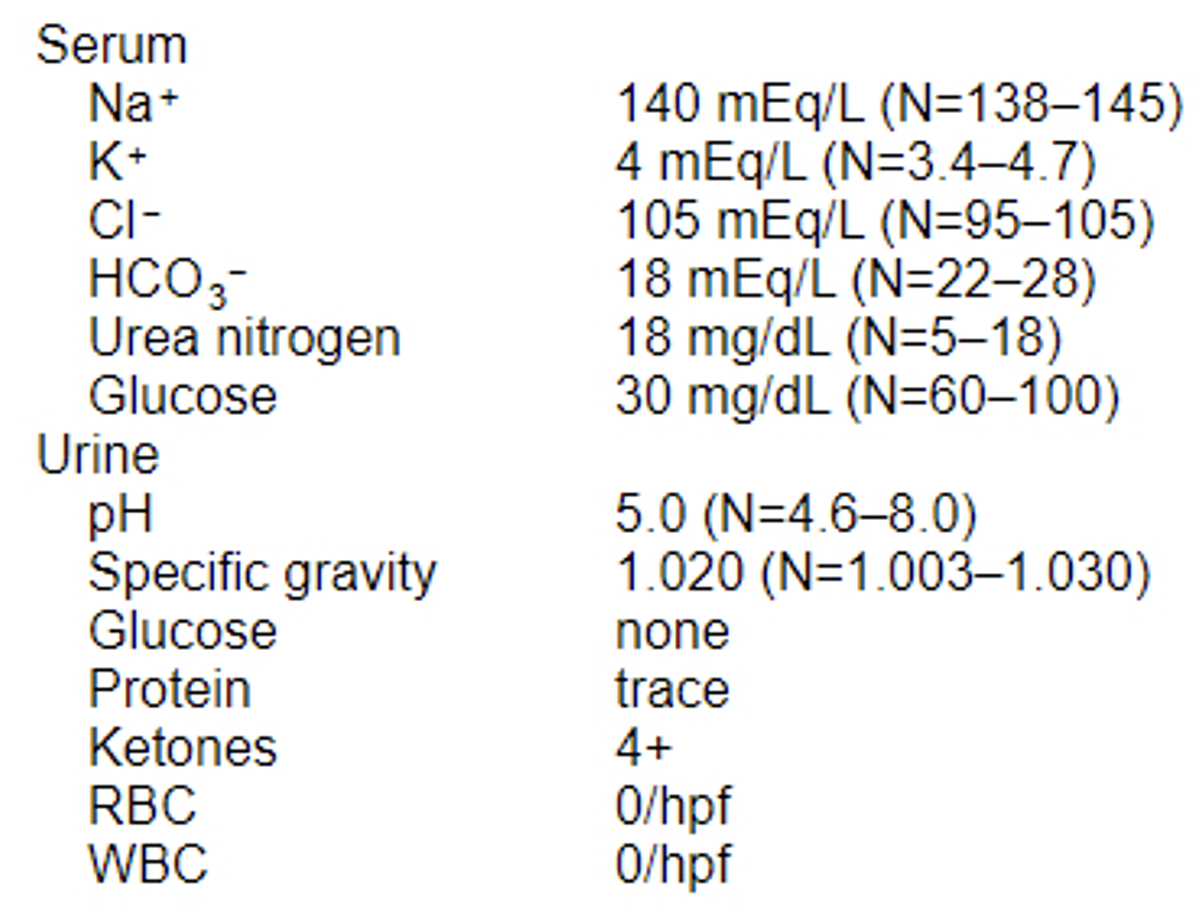 Serum
Na⁺ 140 mEq/L (N=138–145)
K⁺ 4 mEq/L (N=3.4–4.7)
Cl⁻ 105 mEq/L (N=95–105)
HCO₃⁻ 18 mEq/L (N=22–28)
Urea nitrogen 18 mg/dL (N=5–18)
Glucose 30 mg/dL (N=60–100)
Urine
pH 5.0 (N=4.6–8.0)
Specific gravity 1.020 (N=1.003–1.030)
Glucose none
Protein trace
Ketones 4+
RBC 0/hpf
WBC 0/hpf